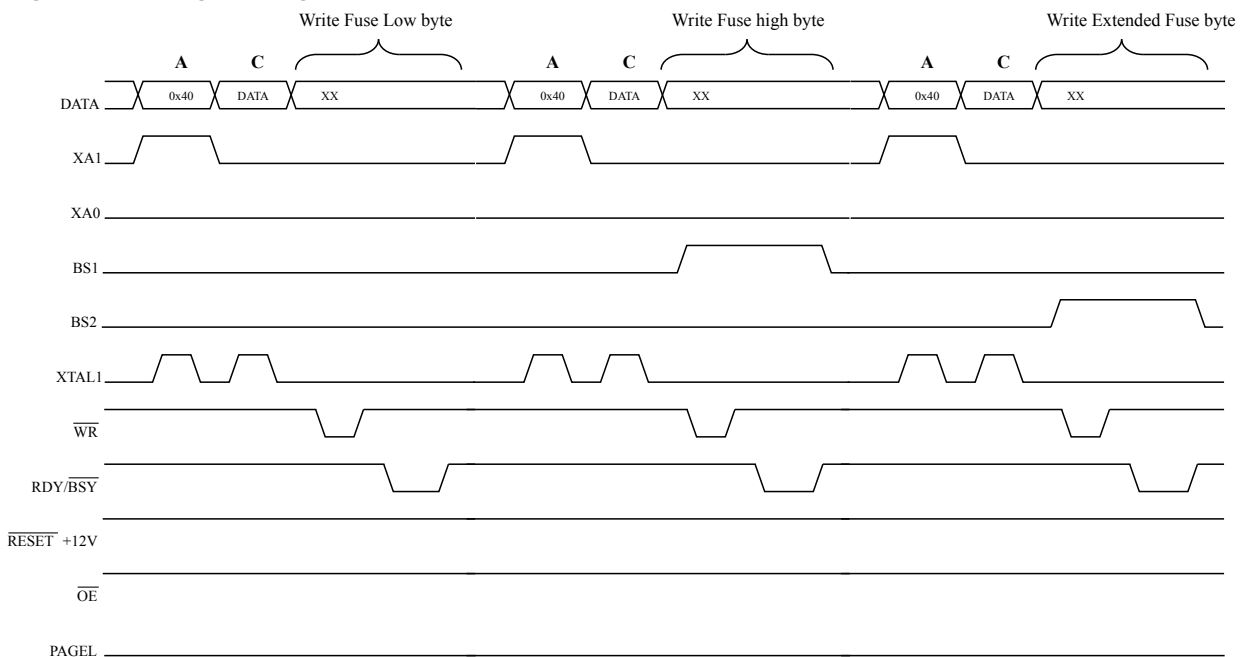 Write Fuse Low byte Write Fuse high byte Write Extended Fuse byte
A C A C A C
DATA 0x40 DATA XX 0x40 DATA XX 0x40 DATA XX
XA1
XA0
BS1
BS2
XTAL1
WR
RDY/BSY
RESET +12V
OE
PAGEL